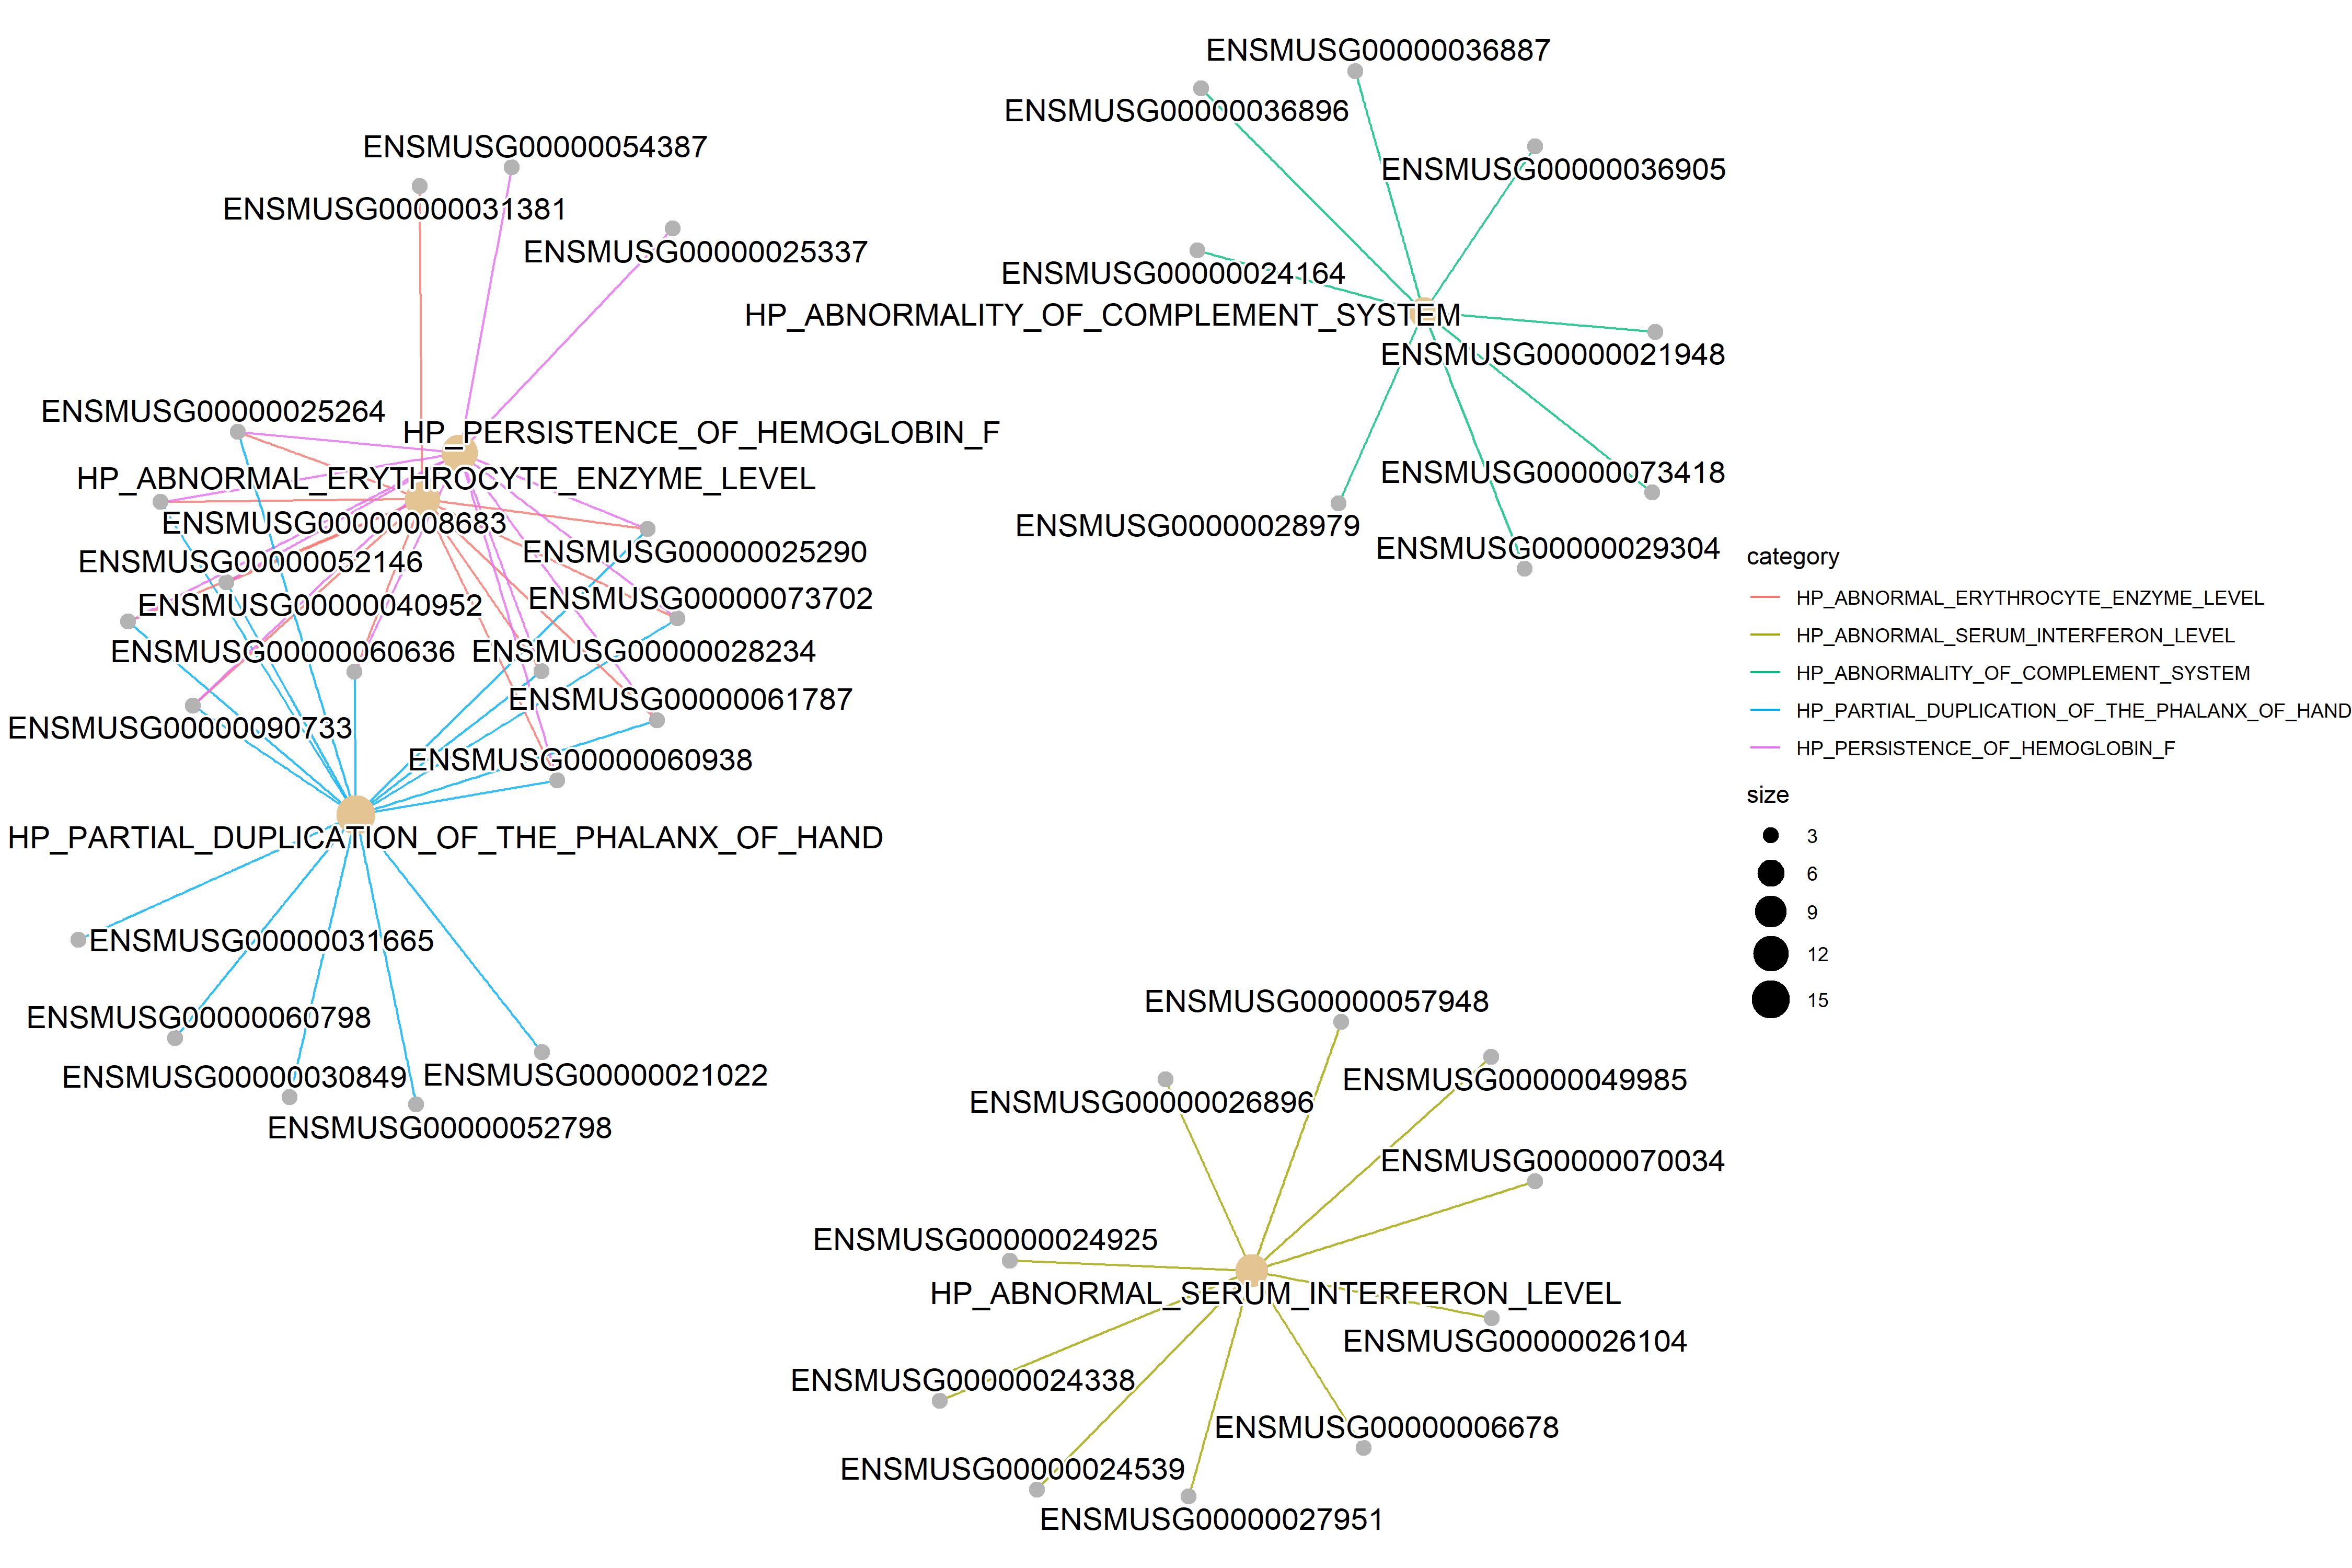 ENSMUSG00000036887
ENSMUSG00000036896
ENSMUSG00000054387
ENSMUSG00000036905
ENSMUSG00000031381
ENSMUSG00000025337
ENSMUSG00000024164
HP_ABNORMALITY_OF_COMPLEMENT_SYSTEM
ENSMUSG00000021948
ENSMUSG00000025264
HP_PERSISTENCE_OF_HEMOGLOBIN_F
HP_ABNORMAL_ERYTHROCYTE_ENZYME_LEVEL
ENSMUSG00000073418
ENSMUSG00000008683
ENSMUSG00000028979
ENSMUSG00000029304
ENSMUSG00000025290
ENSMUSG00000052146
ENSMUSG00000073702
ENSMUSG00000040952
ENSMUSG00000060636
ENSMUSG00000028234
ENSMUSG00000061787
ENSMUSG00000090733
ENSMUSG00000060938
HP_PARTIAL_DUPLICATION_OF_THE_PHALANX_OF_HAND
ENSMUSG00000031665
ENSMUSG00000060798
ENSMUSG00000030849
ENSMUSG00000021022
ENSMUSG00000052798
ENSMUSG00000057948
ENSMUSG00000049985
ENSMUSG00000026896
ENSMUSG00000070034
ENSMUSG00000024925
HP_ABNORMAL_SERUM_INTERFERON_LEVEL
ENSMUSG00000026104
ENSMUSG00000024338
ENSMUSG00000006678
ENSMUSG00000024539
ENSMUSG00000027951
category
HP_ABNORMAL_ERYTHROCYTE_ENZYME_LEVEL
HP_ABNORMAL_SERUM_INTERFERON_LEVEL
HP_ABNORMALITY_OF_COMPLEMENT_SYSTEM
HP_PARTIAL_DUPLICATION_OF_THE_PHALANX_OF_HAND
HP_PERSISTENCE_OF_HEMOGLOBIN_F
size
3
6
9
12
15